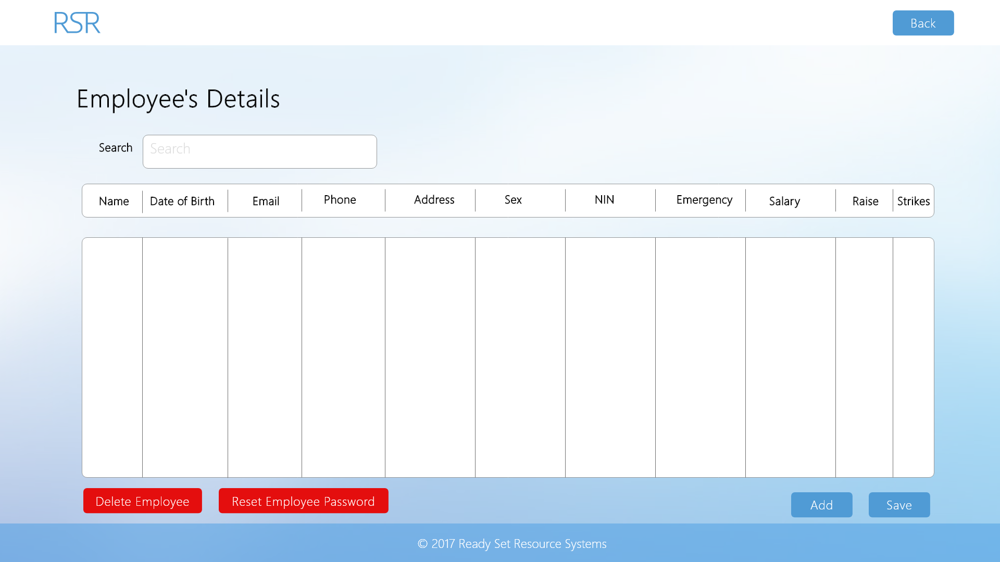 RSR
Back
Employee's Details
Search
Search
Name Date of Birth Email Phone Address Sex NIN Emergency Salary Raise Strikes
Delete Employee Reset Employee Password Add Save
© 2017 Ready Set Resource Systems